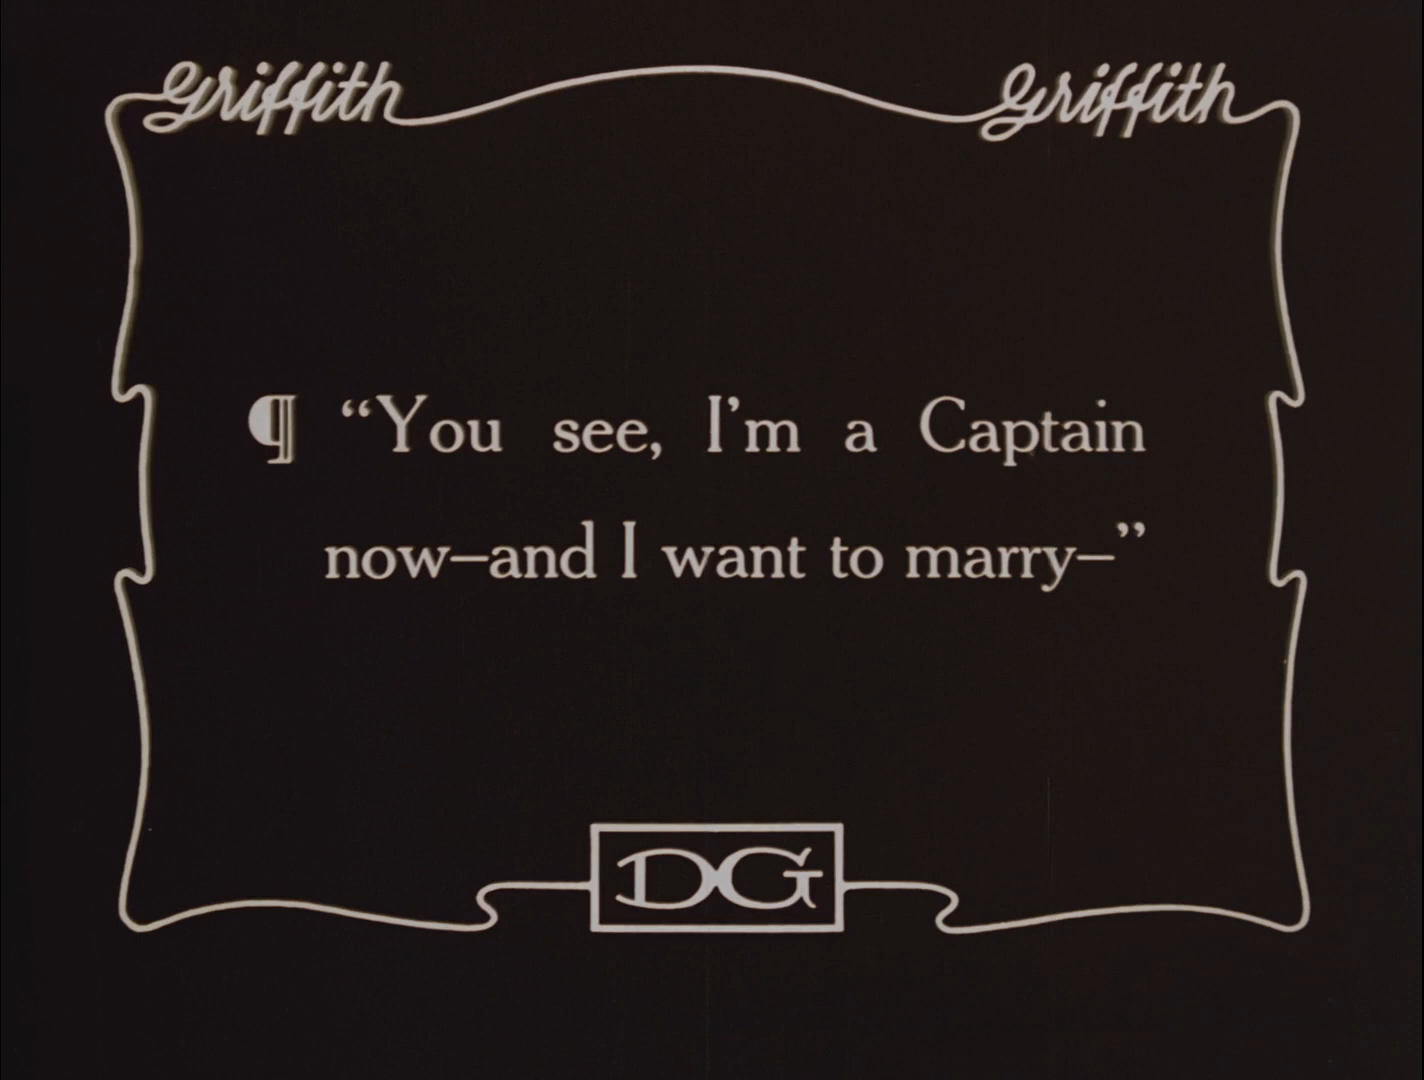 Griffith Griffith
¶ “You see, I’m a Captain
now—and I want to marry—”
DG